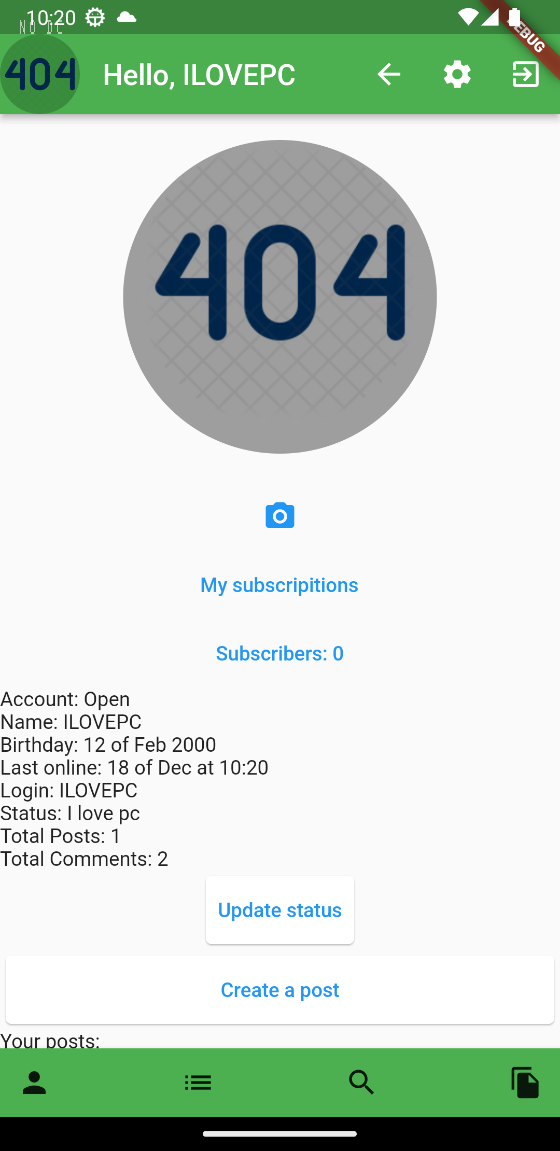 10:20
NO DC
DEBUG
404
Hello, ILOVEPC
404
My subscripitions
Subscribers: 0
Account: Open
Name: ILOVEPC
Birthday: 12 of Feb 2000
Last online: 18 of Dec at 10:20
Login: ILOVEPC
Status: I love pc
Total Posts: 1
Total Comments: 2
Update status
Create a post
Your posts: